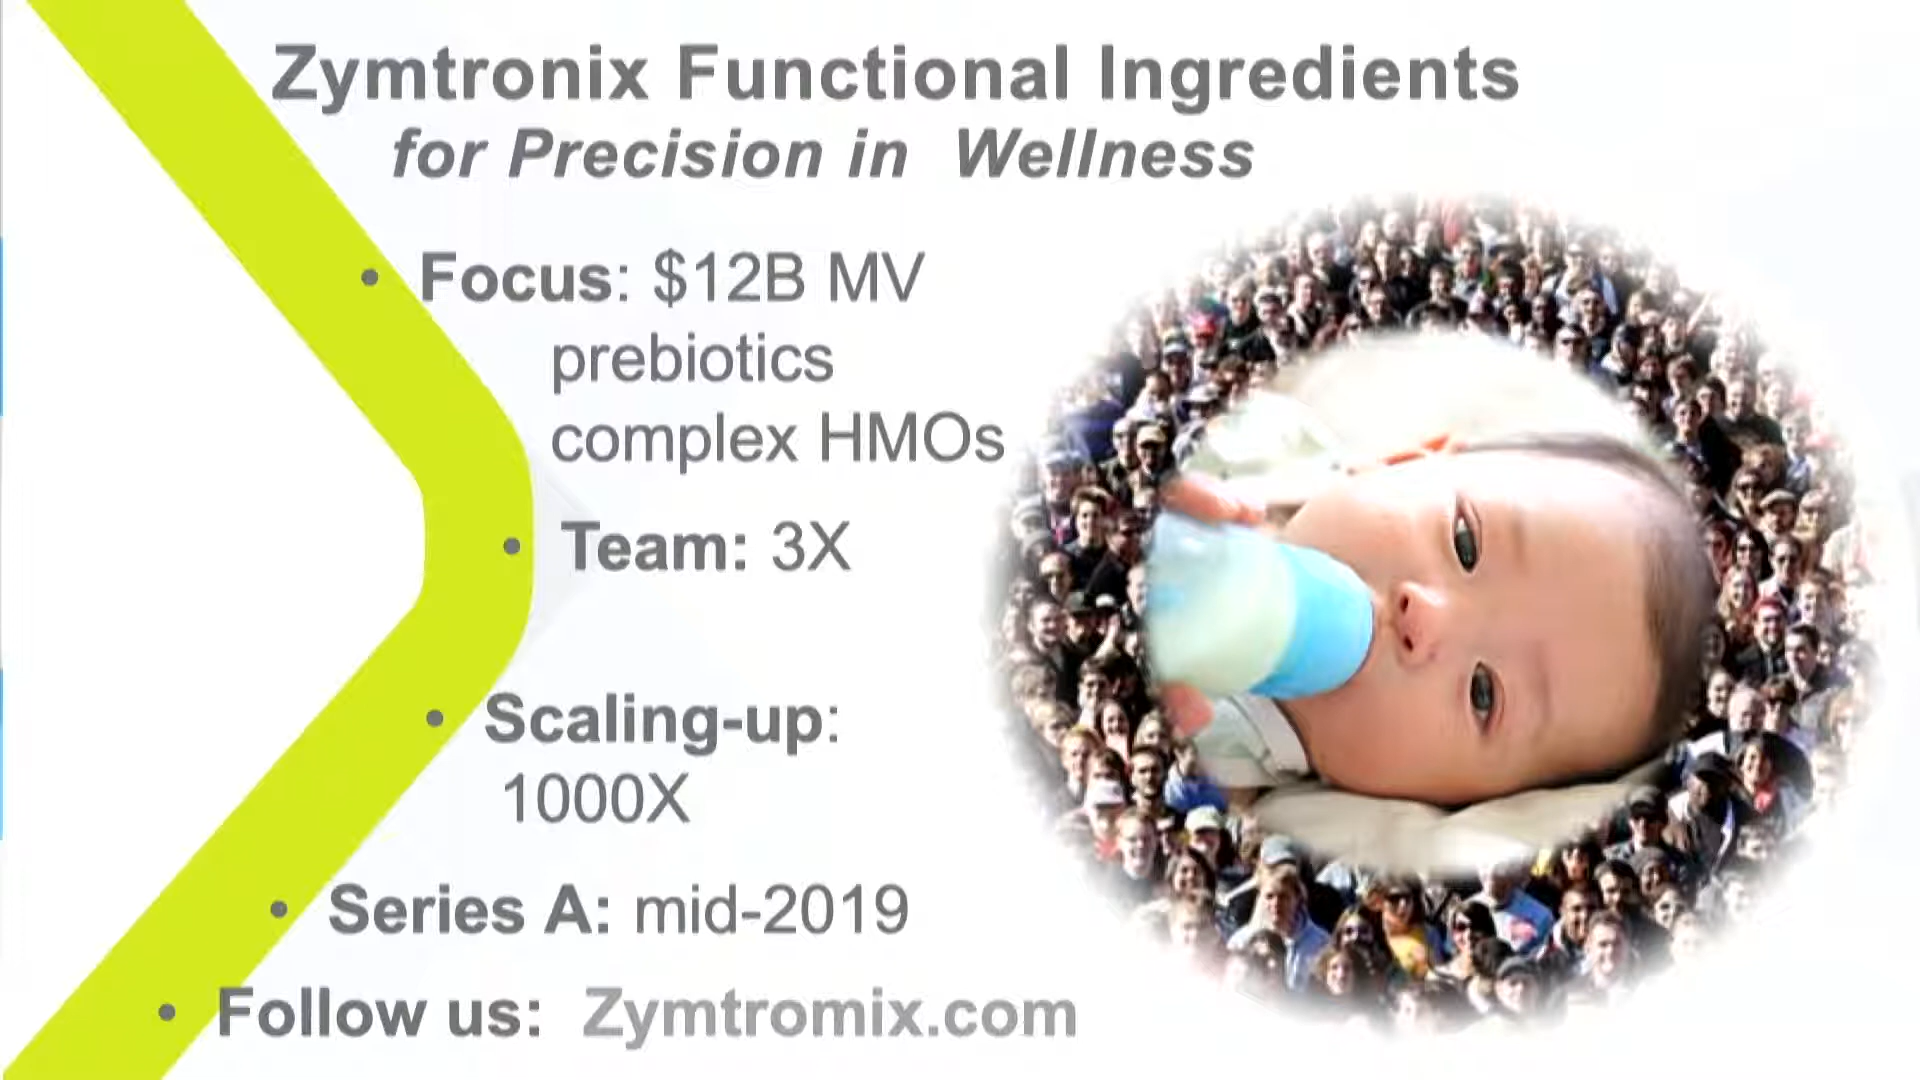 Zymtronix Functional Ingredients
for Precision in Wellness
• Focus: $12B MV
prebiotics
complex HMOs
• Team: 3X
• Scaling-up:
1000X
• Series A: mid-2019
• Follow us: Zymtromix.com